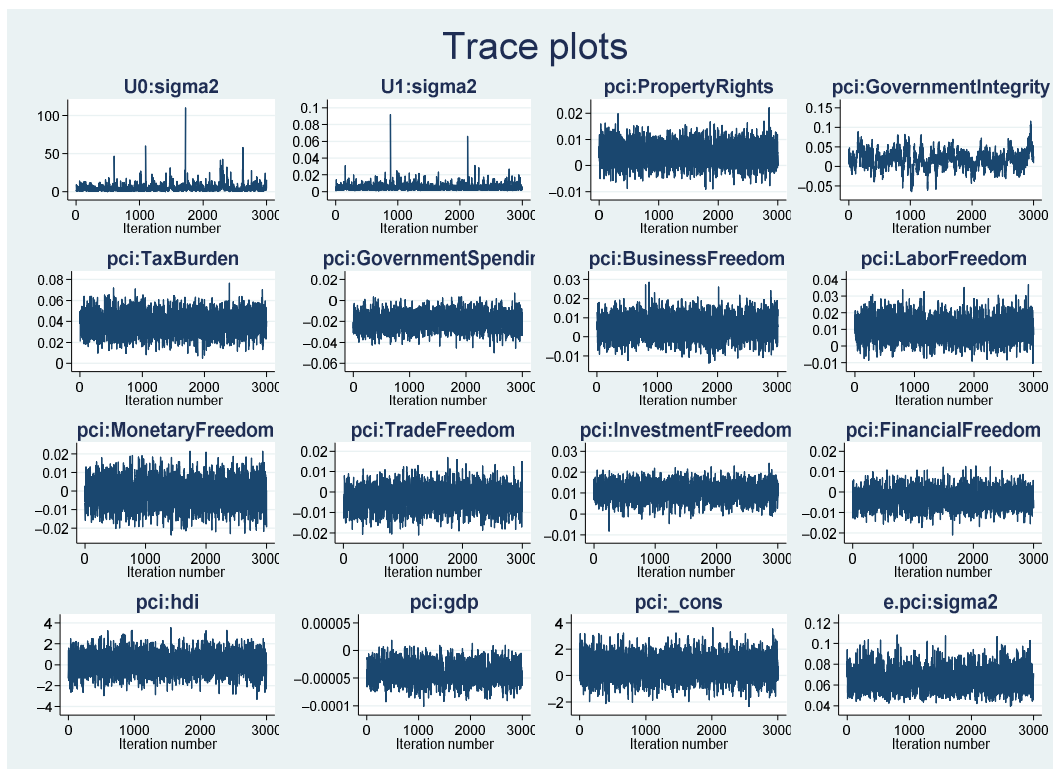 Trace plots
U0:sigma2 U1:sigma2 pci:PropertyRights pci:GovernmentIntegrity
100 50 0
0 1000 2000 3000
Iteration number
0.1 0.08 0.06 0.04 0.02 0
0 1000 2000 3000
Iteration number
0.02 0.01 0 −0.01
0 1000 2000 3000
Iteration number
0.15 0.1 0.05 0 −0.05
0 1000 2000 3000
Iteration number
pci:TaxBurden pci:GovernmentSpendin pci:BusinessFreedom pci:LaborFreedom
0.08 0.06 0.04 0.02 0
0 1000 2000 3000
Iteration number
0.02 0 −0.02 −0.04 −0.06
0 1000 2000 3000
Iteration number
0.03 0.02 0.01 0 −0.01
0 1000 2000 3000
Iteration number
0.04 0.03 0.02 0.01 0 −0.01
0 1000 2000 3000
Iteration number
pci:MonetaryFreedom pci:TradeFreedom pci:InvestmentFreedom pci:FinancialFreedom
0.02 0.01 0 −0.01 −0.02
0 1000 2000 3000
Iteration number
0.02 0.01 0 −0.01 −0.02
0 1000 2000 3000
Iteration number
0.03 0.02 0.01 0 −0.01
0 1000 2000 3000
Iteration number
0.02 0.01 0 −0.01 −0.02
0 1000 2000 3000
Iteration number
pci:hdi pci:gdp pci:_cons e.pci:sigma2
4 2 0 −2 −4
0 1000 2000 3000
Iteration number
0.00005 0 −0.00005 −0.0001
0 1000 2000 3000
Iteration number
4 2 0 −2
0 1000 2000 3000
Iteration number
0.12 0.1 0.08 0.06 0.04
0 1000 2000 3000
Iteration number